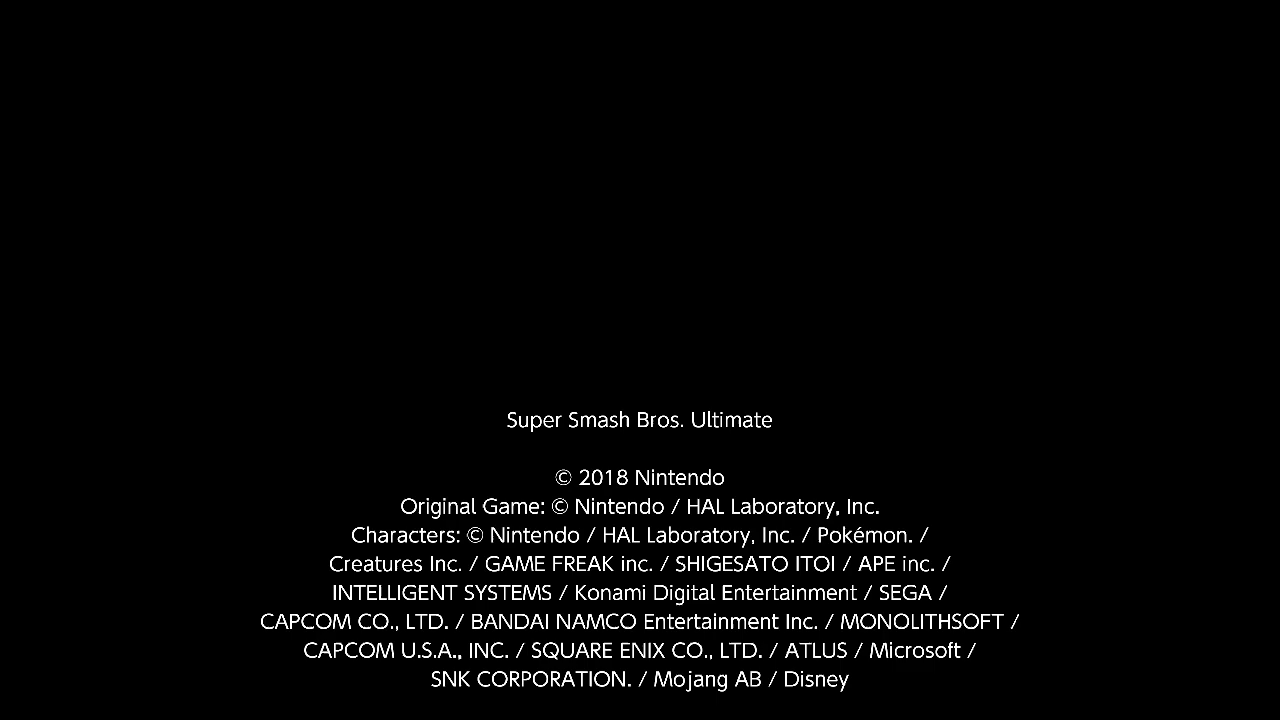 Super Smash Bros. Ultimate
© 2018 Nintendo
Original Game: © Nintendo / HAL Laboratory, Inc.
Characters: © Nintendo / HAL Laboratory, Inc. / Pokémon. /
Creatures Inc. / GAME FREAK inc. / SHIGESATO ITOI / APE inc. /
INTELLIGENT SYSTEMS / Konami Digital Entertainment / SEGA /
CAPCOM CO., LTD. / BANDAI NAMCO Entertainment Inc. / MONOLITHSOFT /
CAPCOM U.S.A., INC. / SQUARE ENIX CO., LTD. / ATLUS / Microsoft /
SNK CORPORATION. / Mojang AB / Disney